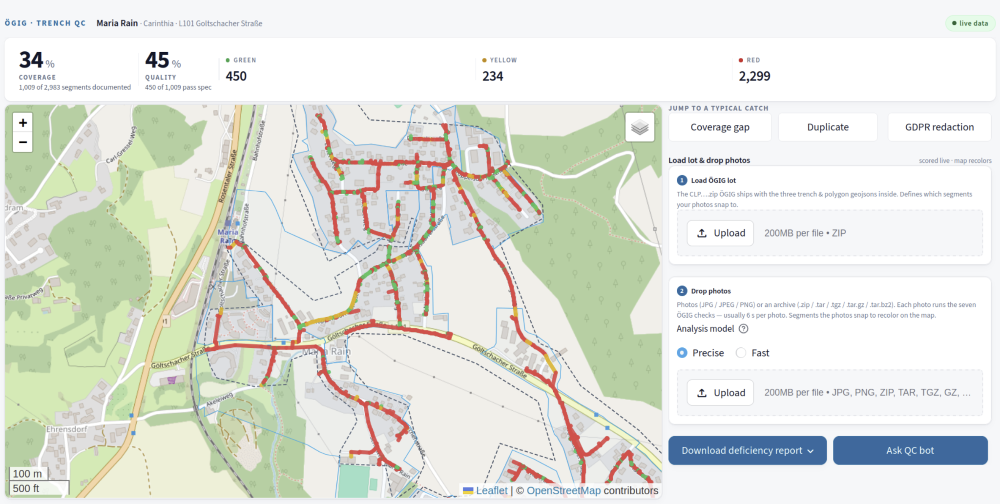 ÖGIG · TRENCH QC Maria Rain · Carinthia · L101 Goltschacher Straße
live data
34 %
COVERAGE
1,009 of 2,983 segments documented
45 %
QUALITY
450 of 1,009 pass spec
GREEN
450
YELLOW
234
RED
2,299
+
−
Carl-Gressel-Weg
Rosentaler Straße
Bahnhofstraße
Bahnhofstraße
dram
Maria
Rain
aße Privatweg
Göltschacher Straße
Maria Rain
Göltschacher Straße
Göltschacher Straße
Akeleiweg
Ehrensdorf
100 m
500 ft
Leaflet | © OpenStreetMap contributors
JUMP TO A TYPICAL CATCH
Coverage gap
Duplicate
GDPR redaction
Load lot & drop photos
scored live · map recolors
1 Load ÖGIG lot
The CLP….zip ÖGIG ships with the three trench & polygon geojsons inside. Defines which segments
your photos snap to.
Upload
200MB per file • ZIP
2 Drop photos
Photos (JPG / JPEG / PNG) or an archive (.zip / .tar / .tgz / .tar.gz / .tar.bz2). Each photo runs the seven
ÖGIG checks — usually 6 s per photo. Segments the photos snap to recolor on the map.
Analysis model ?
Precise
Fast
Upload
200MB per file • JPG, PNG, ZIP, TAR, TGZ, GZ, …
Download deficiency report
Ask QC bot